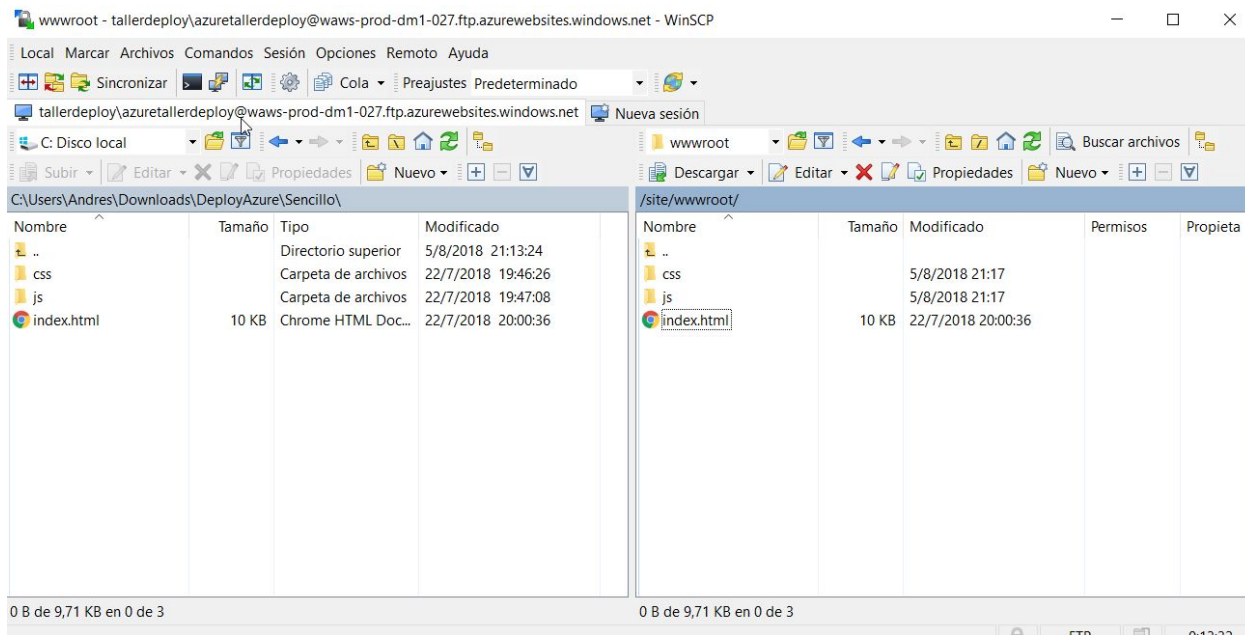 wwwroot - tallerdeploy\azuretallerdeploy@waws-prod-dm1-027.ftp.azurewebsites.windows.net - WinSCP
Local Marcar Archivos Comandos Sesión Opciones Remoto Ayuda
Sincronizar Cola Preajustes Predeterminado
tallerdeploy\azuretallerdeploy@waws-prod-dm1-027.ftp.azurewebsites.windows.net Nueva sesión
C: Disco local wwwroot Buscar archivos
Subir Editar Propiedades Nuevo Descargar Editar Propiedades Nuevo
C:\Users\Andres\Downloads\DeployAzure\Sencillo\ /site/wwwroot/
Nombre Tamaño Tipo Modificado Nombre Tamaño Modificado Permisos Propieta
.. Directorio superior 5/8/2018 21:13:24 ..
css Carpeta de archivos 22/7/2018 19:46:26 css 5/8/2018 21:17
js Carpeta de archivos 22/7/2018 19:47:08 js 5/8/2018 21:17
index.html 10 KB Chrome HTML Doc... 22/7/2018 20:00:36 index.html 10 KB 22/7/2018 20:00:36
0 B de 9,71 KB en 0 de 3 0 B de 9,71 KB en 0 de 3
FTP